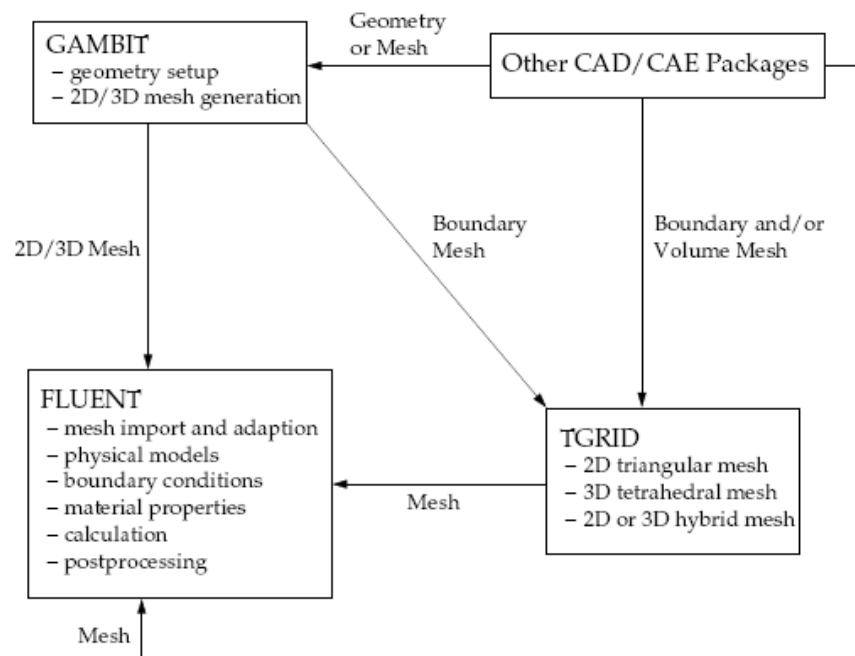 Geometry
or Mesh
GAMBIT
– geometry setup
– 2D/3D mesh generation
Other CAD/CAE Packages
2D/3D Mesh
Boundary
Mesh
Boundary and/or
Volume Mesh
FLUENT
– mesh import and adaption
– physical models
– boundary conditions
– material properties
– calculation
– postprocessing
Mesh
TGRID
– 2D triangular mesh
– 3D tetrahedral mesh
– 2D or 3D hybrid mesh
Mesh